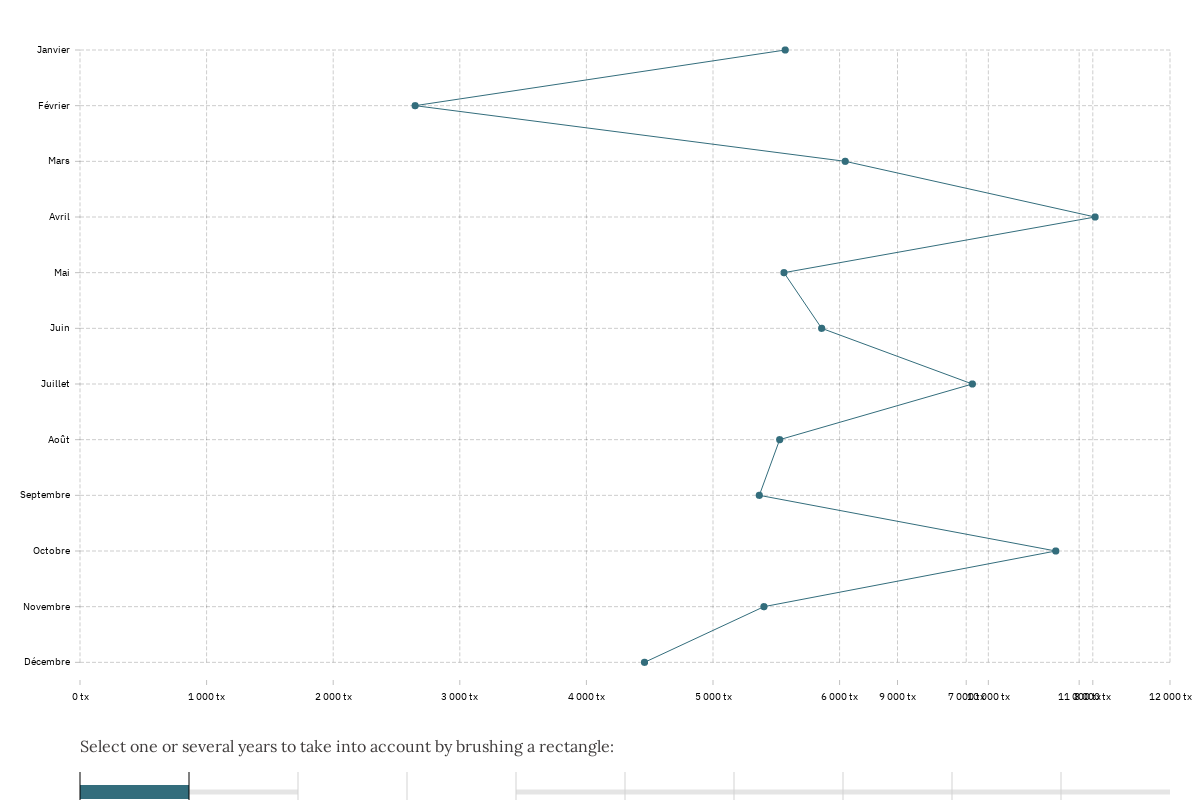 Janvier
Février
Mars
Avril
Mai
Juin
Juillet
Août
Septembre
Octobre
Novembre
Décembre
0 tx 1 000 tx 2 000 tx 3 000 tx 4 000 tx 5 000 tx 6 000 tx 9 000 tx 7 000 tx 10 000 tx 11 000 tx 8 000 tx 12 000 tx
Select one or several years to take into account by brushing a rectangle: